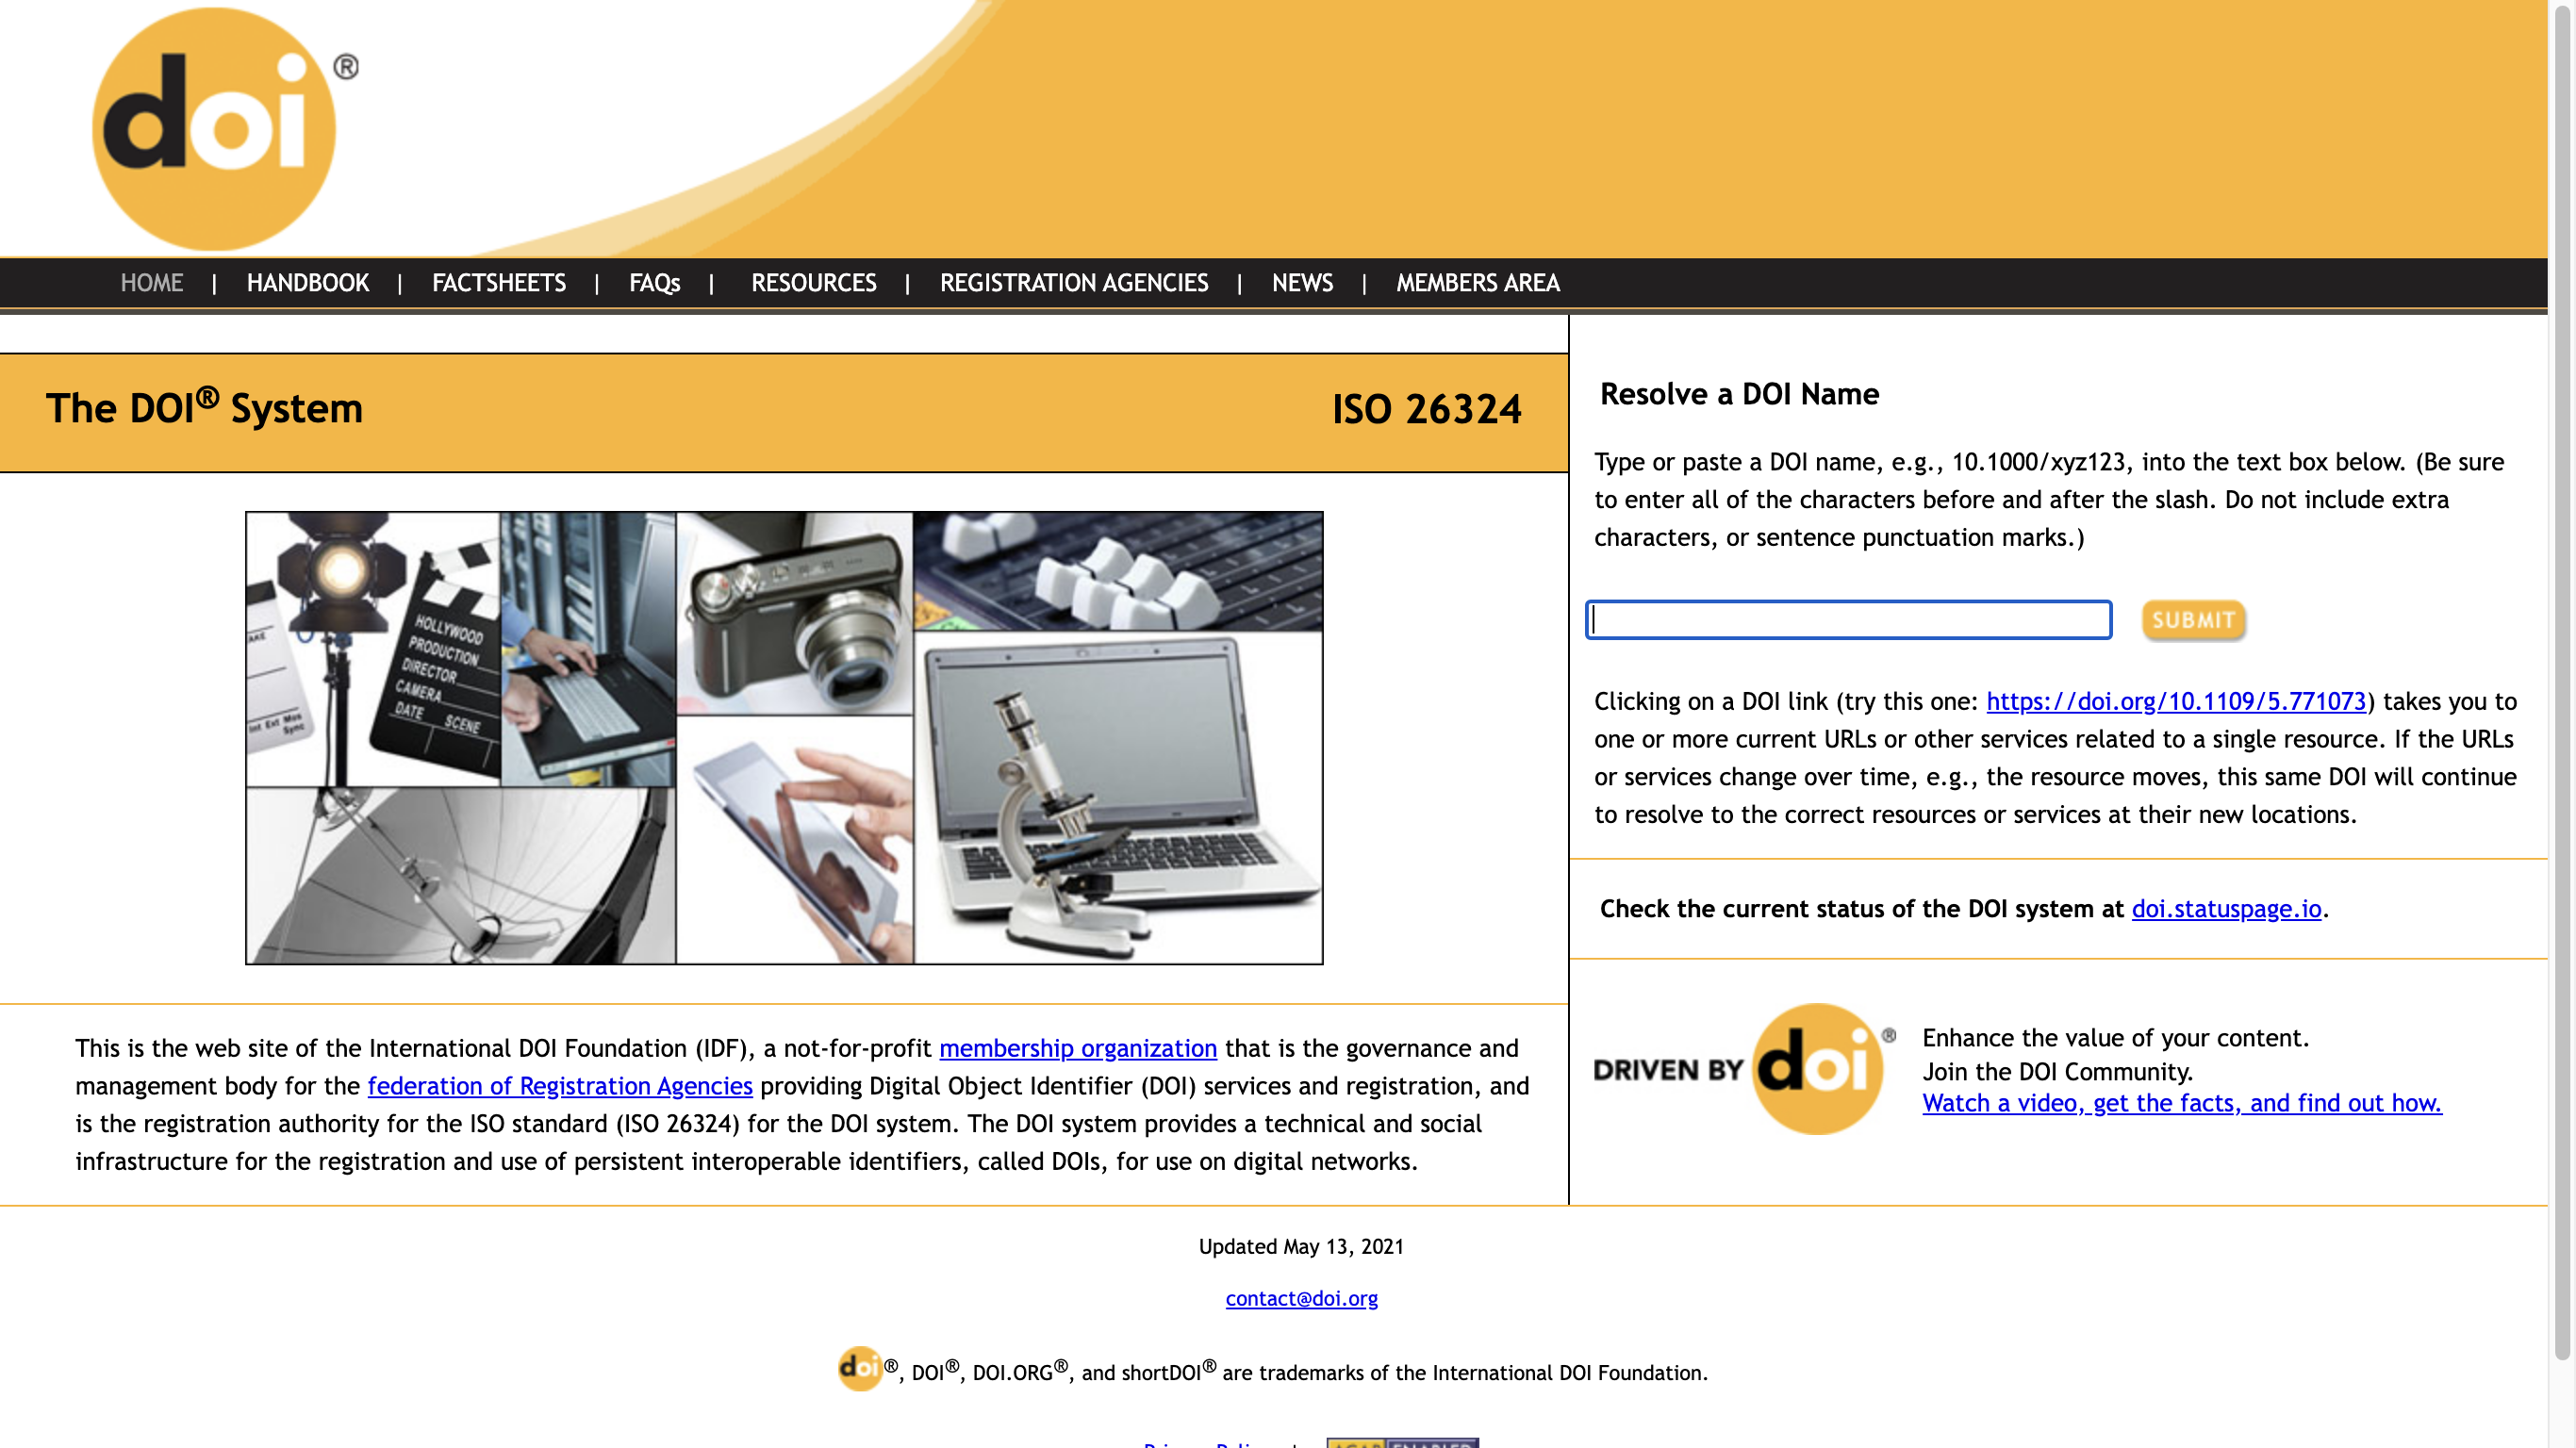 doi®
HOME | HANDBOOK | FACTSHEETS | FAQs | RESOURCES | REGISTRATION AGENCIES | NEWS | MEMBERS AREA
The DOI® System
ISO 26324
HOLLYWOOD
PRODUCTION
DIRECTOR
CAMERA
DATE SCENE
Int Ext Mos
Sync
This is the web site of the International DOI Foundation (IDF), a not-for-profit membership organization that is the governance and
management body for the federation of Registration Agencies providing Digital Object Identifier (DOI) services and registration, and
is the registration authority for the ISO standard (ISO 26324) for the DOI system. The DOI system provides a technical and social
infrastructure for the registration and use of persistent interoperable identifiers, called DOIs, for use on digital networks.
Resolve a DOI Name
Type or paste a DOI name, e.g., 10.1000/xyz123, into the text box below. (Be sure
to enter all of the characters before and after the slash. Do not include extra
characters, or sentence punctuation marks.)
SUBMIT
Clicking on a DOI link (try this one: https://doi.org/10.1109/5.771073) takes you to
one or more current URLs or other services related to a single resource. If the URLs
or services change over time, e.g., the resource moves, this same DOI will continue
to resolve to the correct resources or services at their new locations.
Check the current status of the DOI system at doi.statuspage.io.
DRIVEN BY doi®
Enhance the value of your content.
Join the DOI Community.
Watch a video, get the facts, and find out how.
Updated May 13, 2021
contact@doi.org
doi®, DOI®, DOI.ORG®, and shortDOI® are trademarks of the International DOI Foundation.